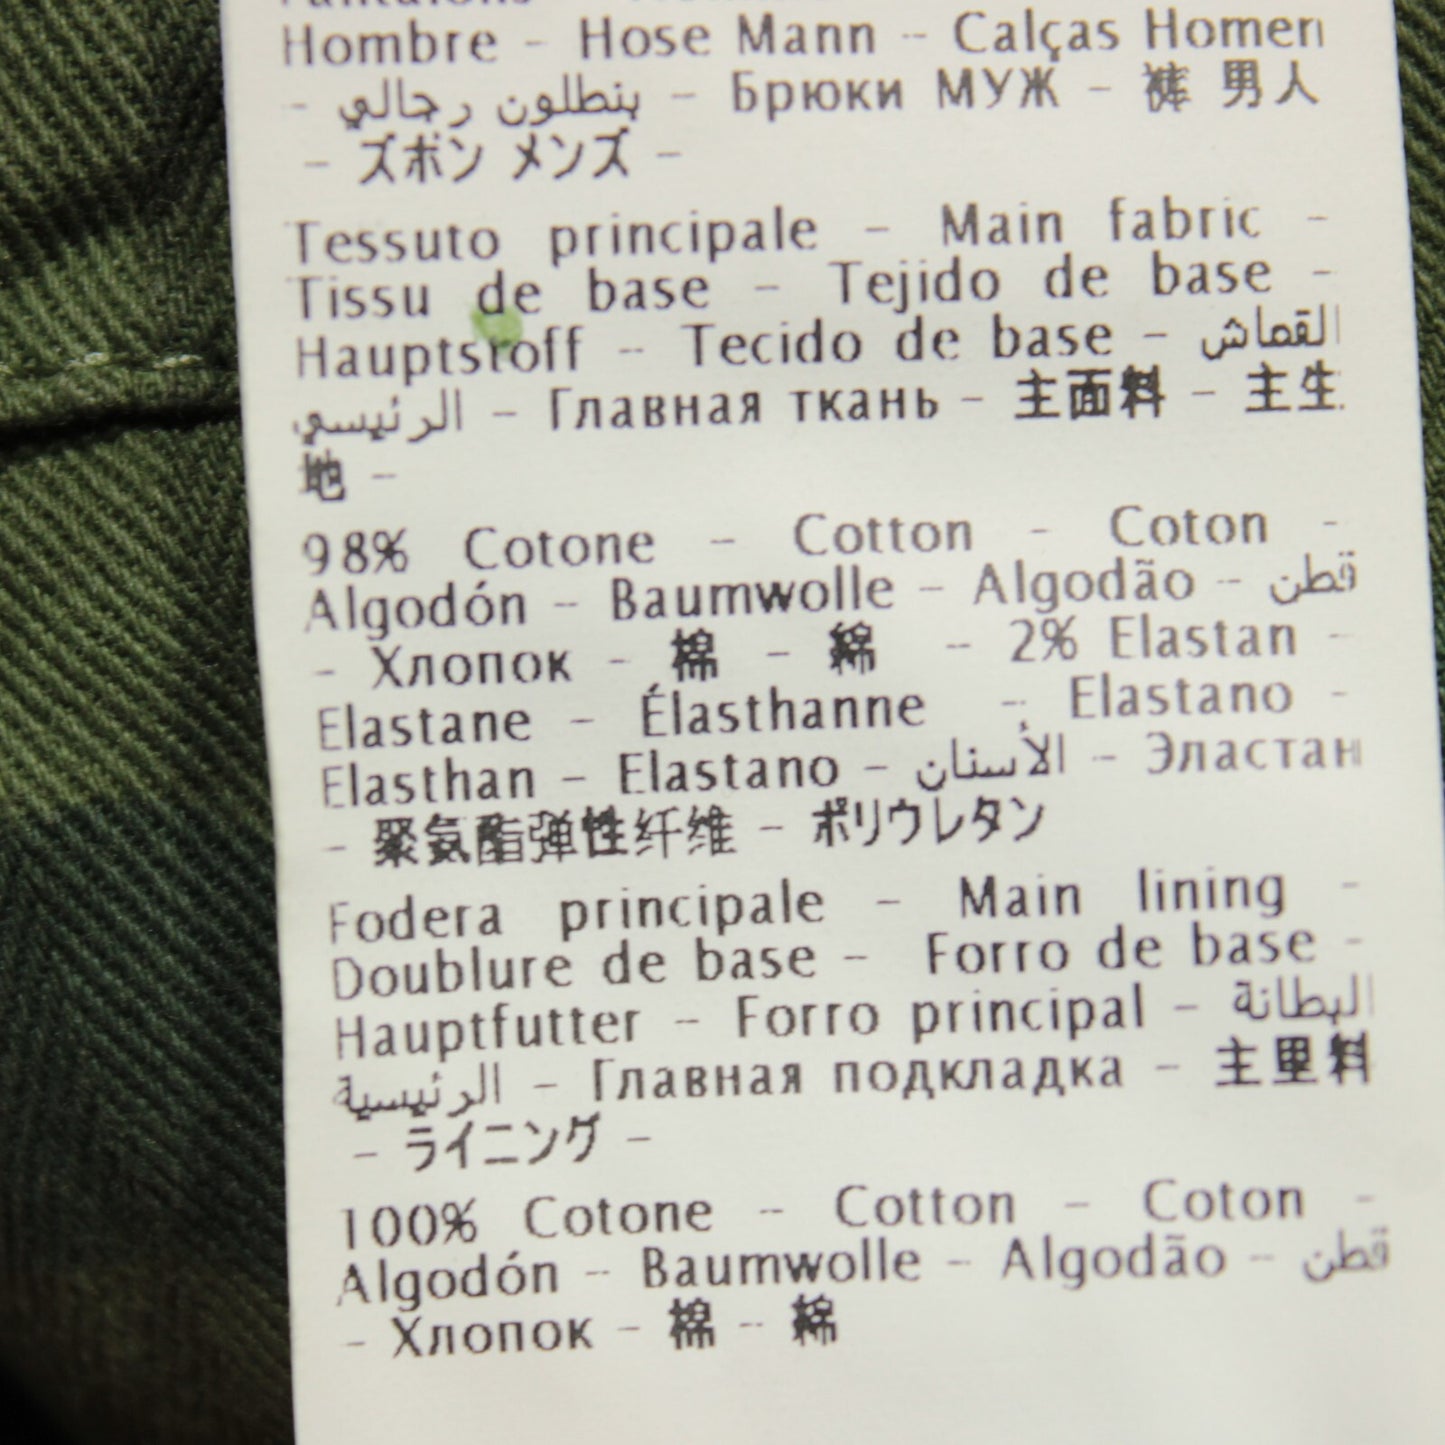 Hombre - Hose Mann - Calças Homem
- بنطلون رجالي - Брюки МУЖ - 裤 男人
- ズボン メンズ -
Tessuto principale - Main fabric -
Tissu de base - Tejido de base -
Hauptstoff - Tecido de base - القماش
الرئيسي - Главная ткань - 主面料 - 主生
地 -
98% Cotone - Cotton - Coton -
Algodón - Baumwolle - Algodão - قطن
- Хлопок - 棉 - 綿 - 2% Elastan -
Elastane - Élasthanne - Elastano -
Elasthan - Elastano - الأسنان - Эластан
- 聚氨酯弹性纤维 - ポリウレタン
Fodera principale - Main lining -
Doublure de base - Forro de base -
Hauptfutter - Forro principal - البطانة
الرئيسية - Главная подкладка - 主里料
- ライニング -
100% Cotone - Cotton - Coton -
Algodón - Baumwolle - Algodão - قطن
- Хлопок - 棉 - 綿